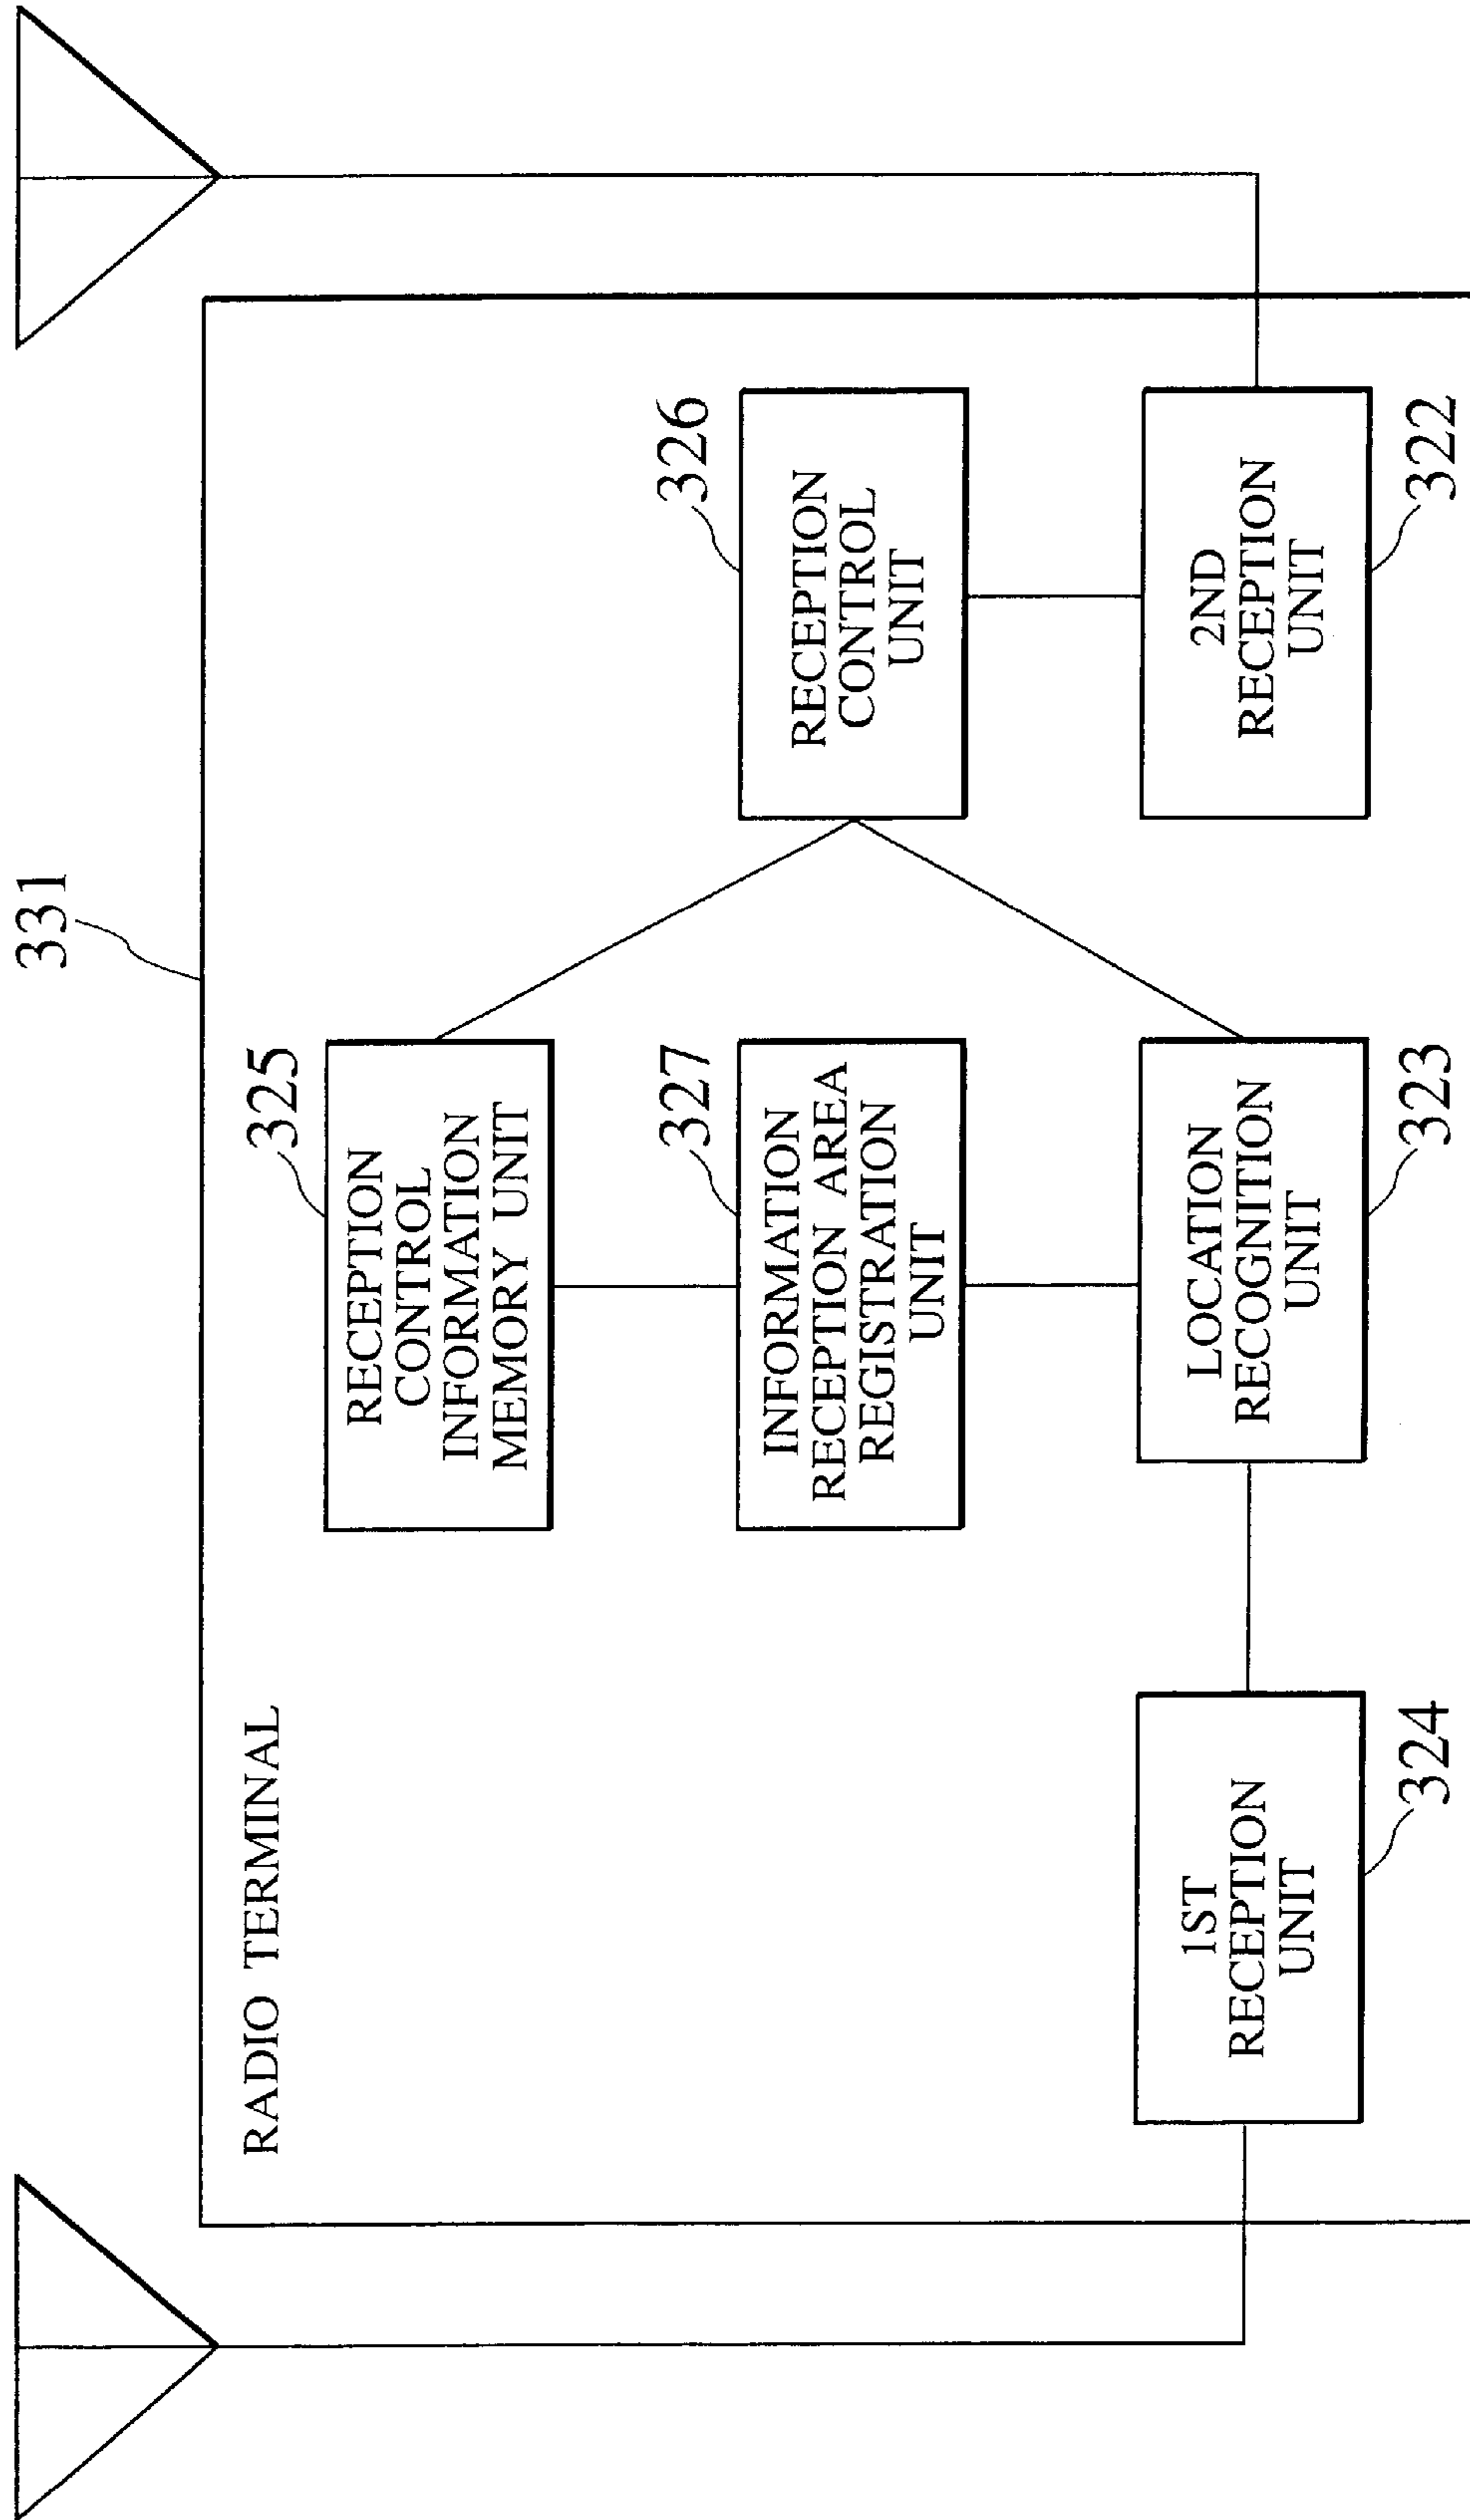 331
RADIO TERMINAL
325
RECEPTION
CONTROL
INFORMATION
MEMORY UNIT
327
INFORMATION
RECEPTION AREA
REGISTRATION
UNIT
326
RECEPTION
CONTROL
UNIT
1ST
RECEPTION
UNIT
324
LOCATION
RECOGNITION
UNIT
323
2ND
RECEPTION
UNIT
322